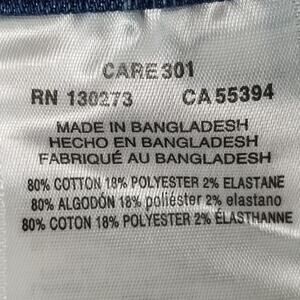 CARE 301
RN 130273 CA 55394
MADE IN BANGLADESH
HECHO EN BANGLADESH
FABRIQUÉ AU BANGLADESH
80% COTTON 18% POLYESTER 2% ELASTANE
80% ALGODÓN 18% poliéster 2% elastano
80% COTON 18% POLYESTER 2% ÉLASTHANNE